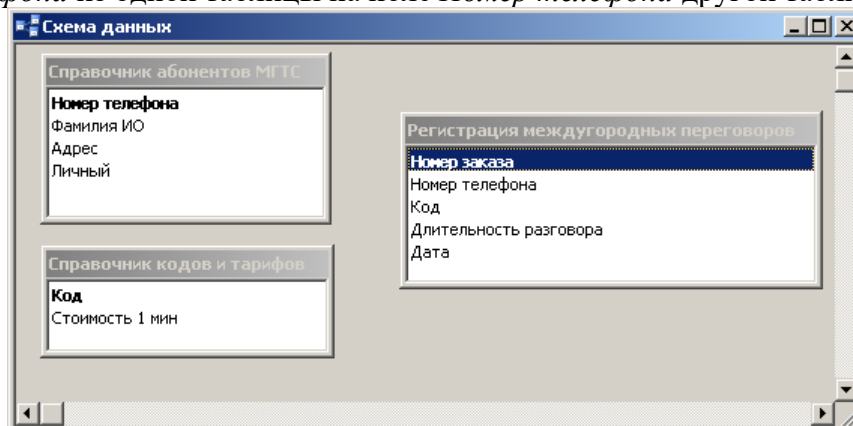 Схема данных
Справочник абонентов МГТС
Номер телефона
Фамилия ИО
Адрес
Личный
Регистрация междугородных переговоров
Номер заказа
Номер телефона
Код
Длительность разговора
Дата
Справочник кодов и тарифов
Код
Стоимость 1 мин